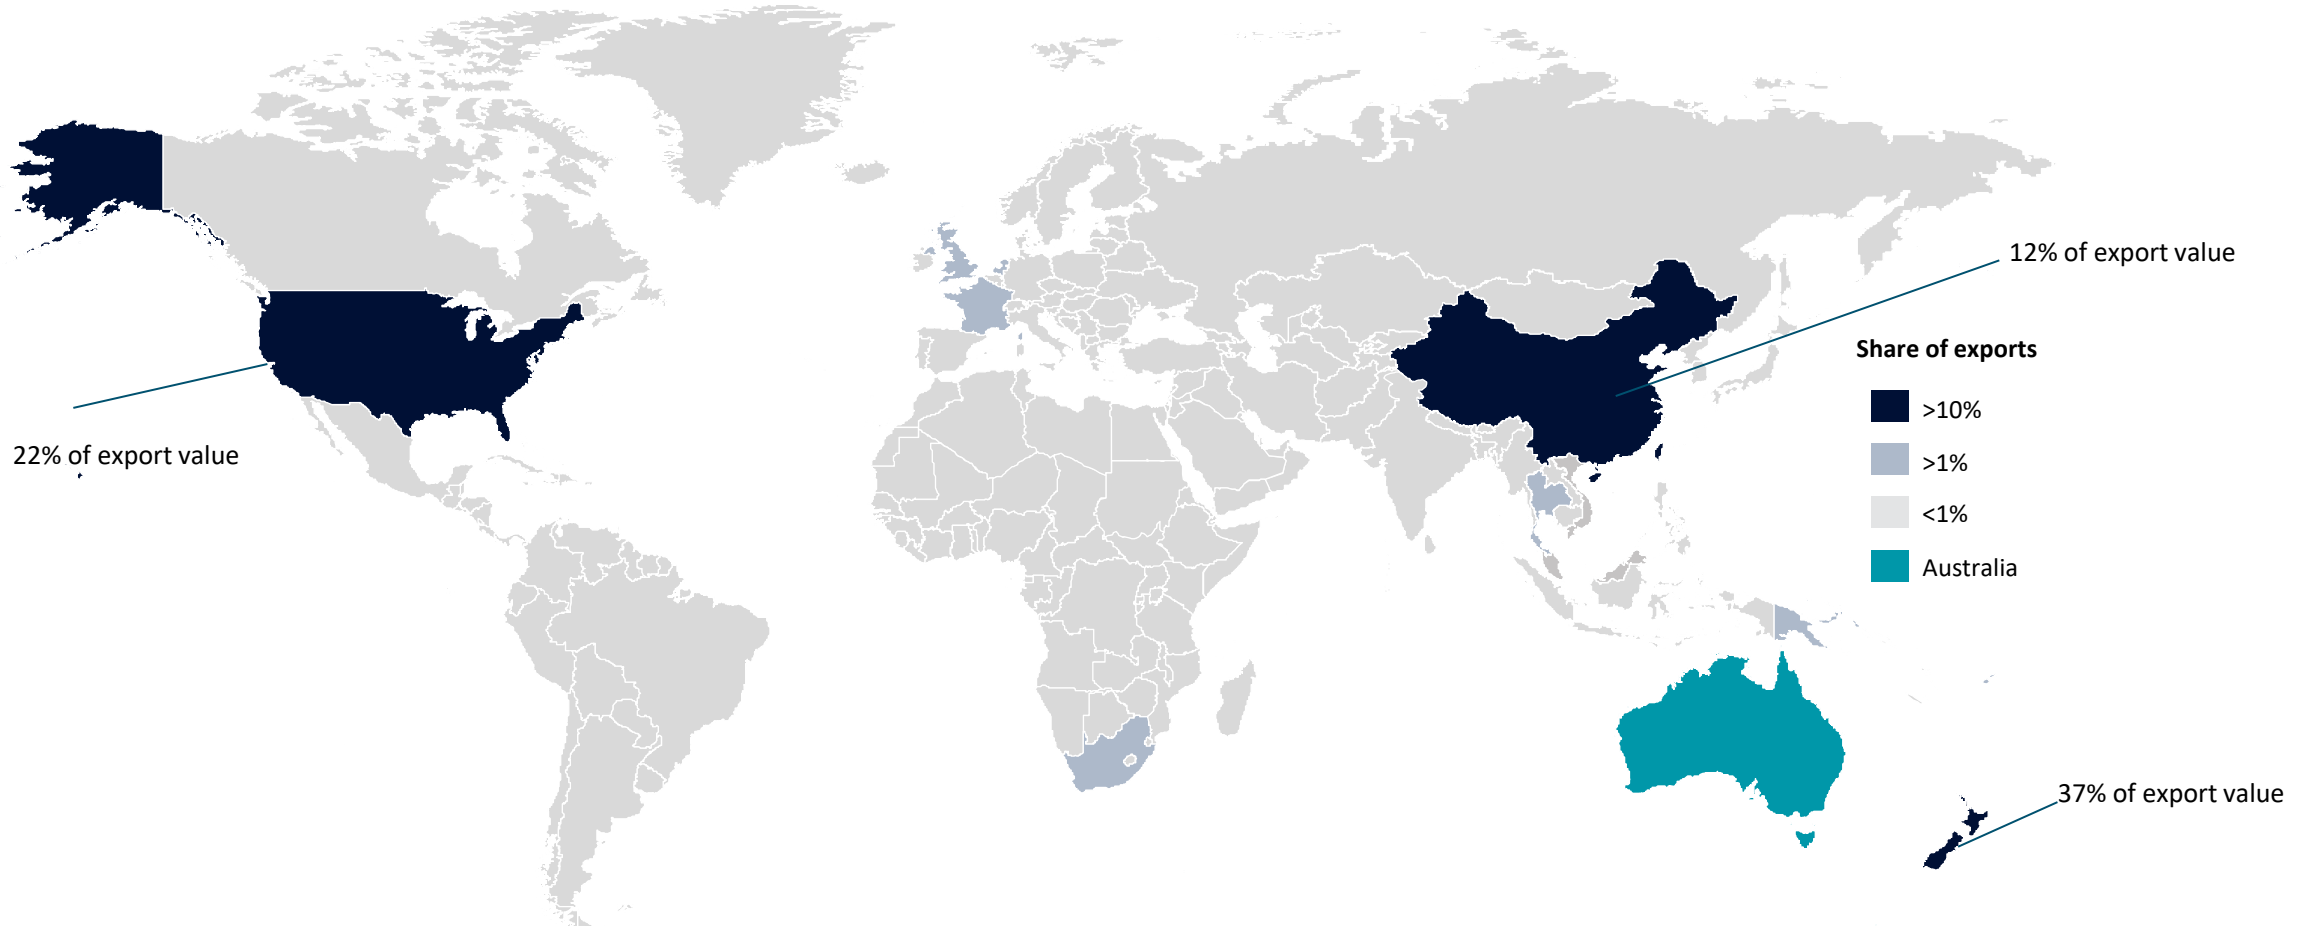 12% of export value
Share of exports
>10%
22% of export value
>1%
<1%
Australia
37% of export value